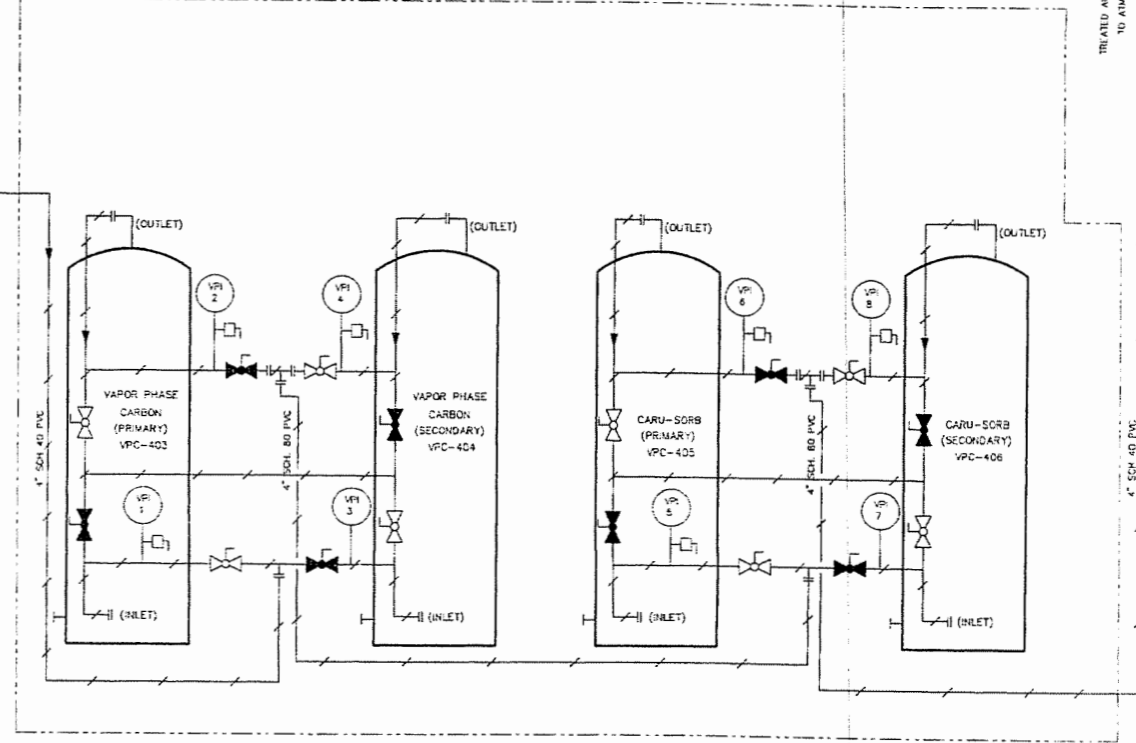 TREATED
(OUTLET)
(OUTLET)
(OUTLET)
(OUTLET)
VPI
2
VPI
4
VPI
6
VPI
8
VAPOR PHASE
CARBON
(PRIMARY)
VPC-403
VAPOR PHASE
CARBON
(SECONDARY)
VPC-404
CARU-SORB
(PRIMARY)
VPC-405
CARU-SORB
(SECONDARY)
VPC-406
4" SCH 40 PVC
4" SCH. 80 PVC
4" SCH. 80 PVC
4" SCH 40 PVC
VPI
1
VPI
3
VPI
5
VPI
7
(INLET)
(INLET)
(INLET)
(INLET)